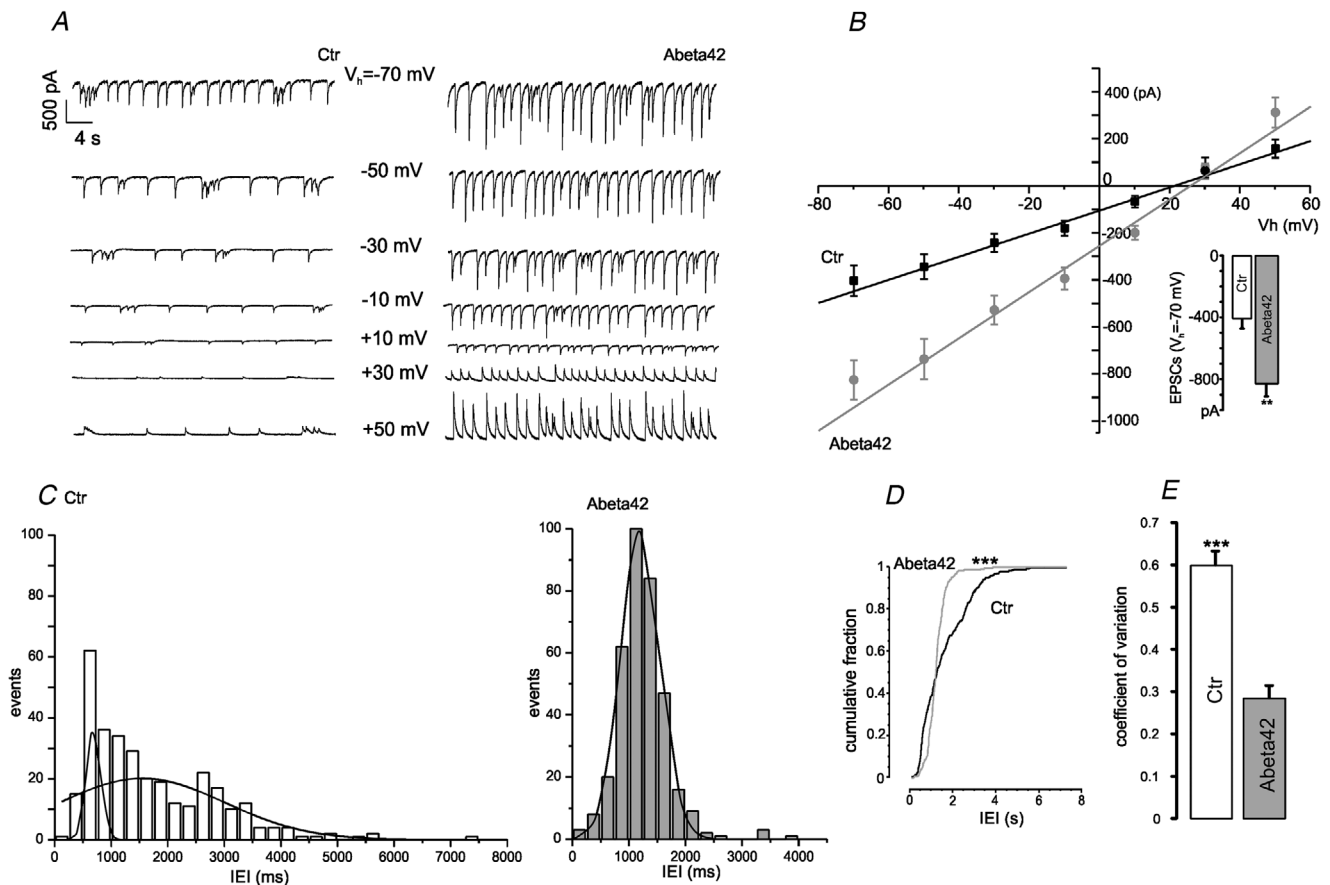 A
Ctr
Abeta42
Vh=-70 mV
500 pA
4 s
-50 mV
-30 mV
-10 mV
+10 mV
+30 mV
+50 mV
B
400 (pA)
200
0
-80 -60 -40 -20 20 40 60
Vh (mV)
-200
-400
-600
-800
-1000
Ctr
Abeta42
EPSCs (Vh=-70 mV)
0
-400
-800
pA
Ctr
Abeta42
**
C Ctr
events
100
80
60
40
20
0
0 1000 2000 3000 4000 5000 6000 7000 8000
IEI (ms)
Abeta42
events
100
80
60
40
20
0
0 1000 2000 3000 4000
IEI (ms)
D
Abeta42 ***
Ctr
cumulative fraction
1
0.8
0.6
0.4
0.2
0
0 2 4 6 8
IEI (s)
E
coefficient of variation
0.7
0.6
0.5
0.4
0.3
0.2
0.1
0
***
Ctr
Abeta42